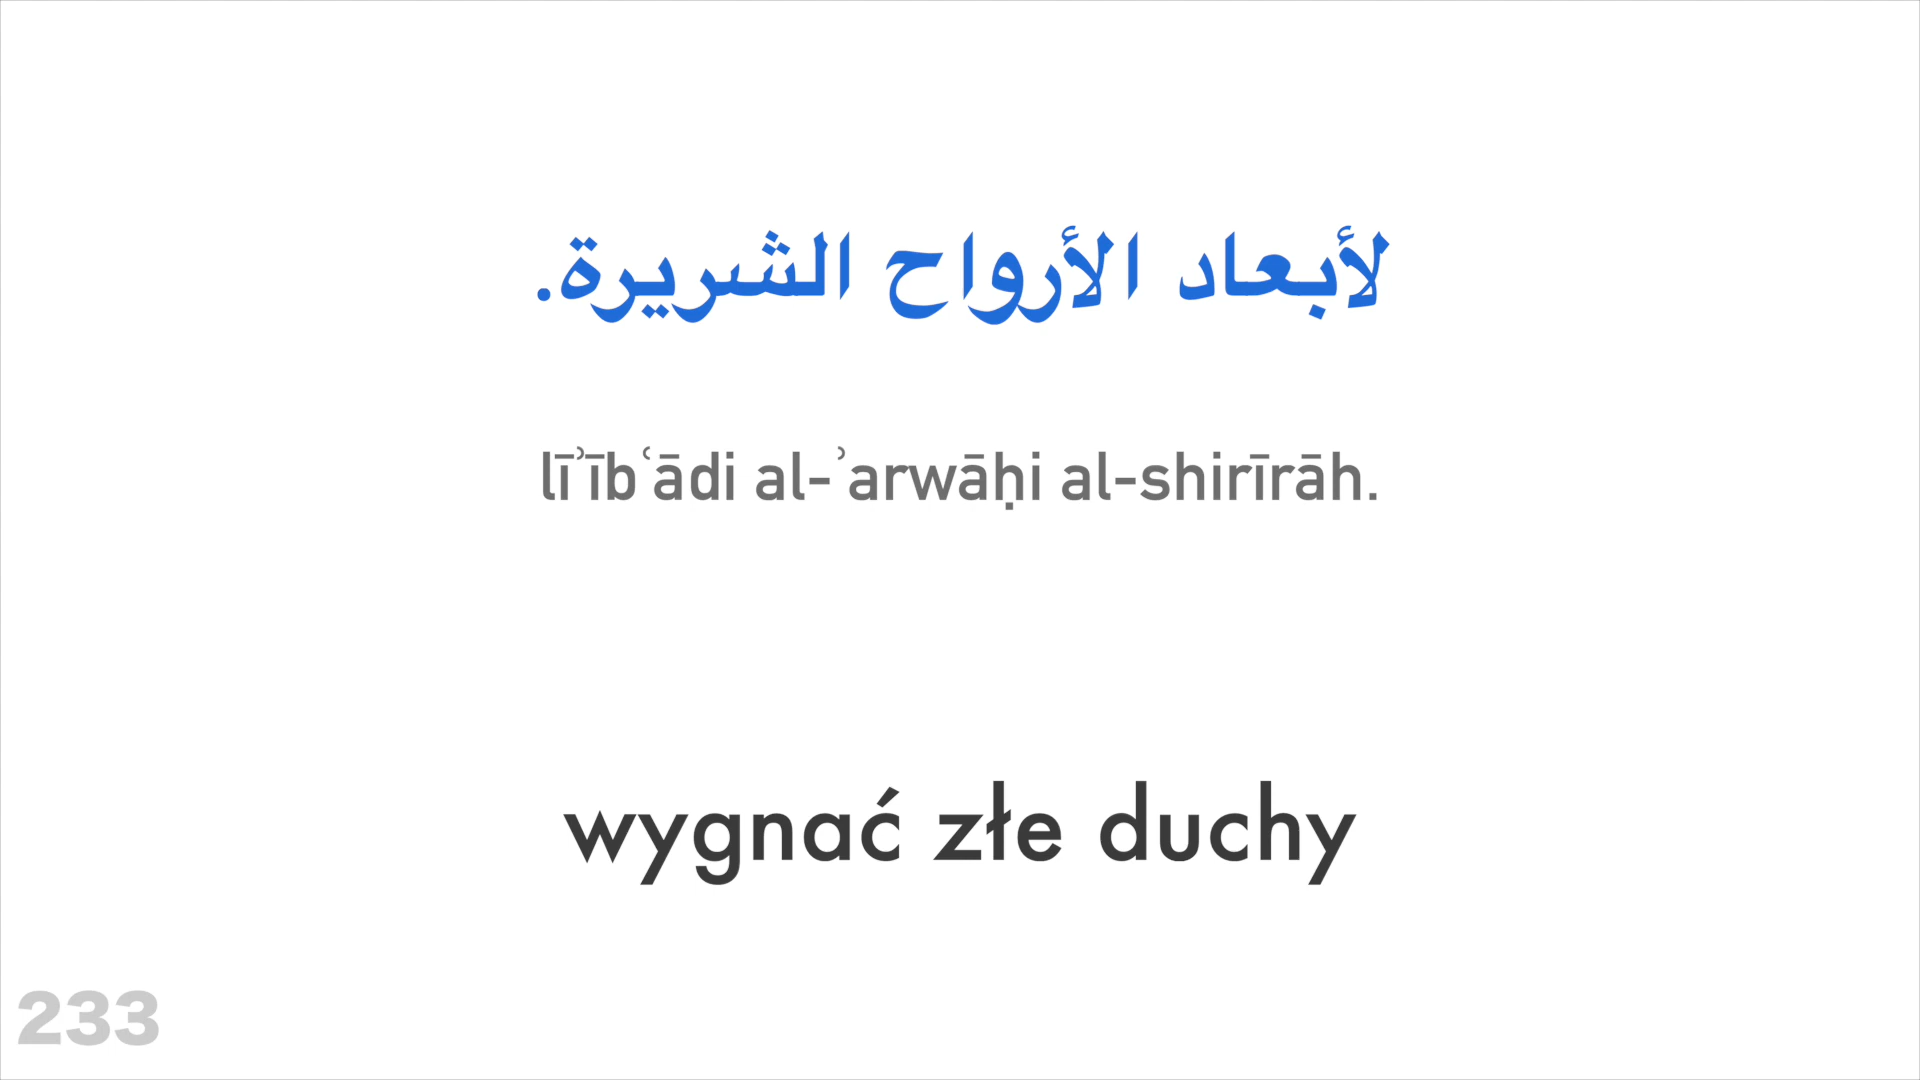 لأبعاد الأرواح الشريرة.
līʾībʿādi al-ʾarwāḥi al-shirīrāh.
wygnać złe duchy
233